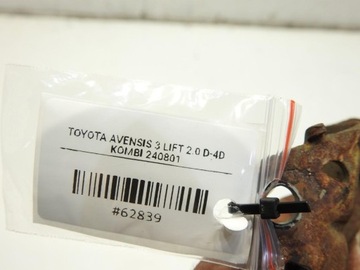 TOYOTA AVENSIS 3 LIFT 2.0 D-4D
KOMBI 240801
#62839